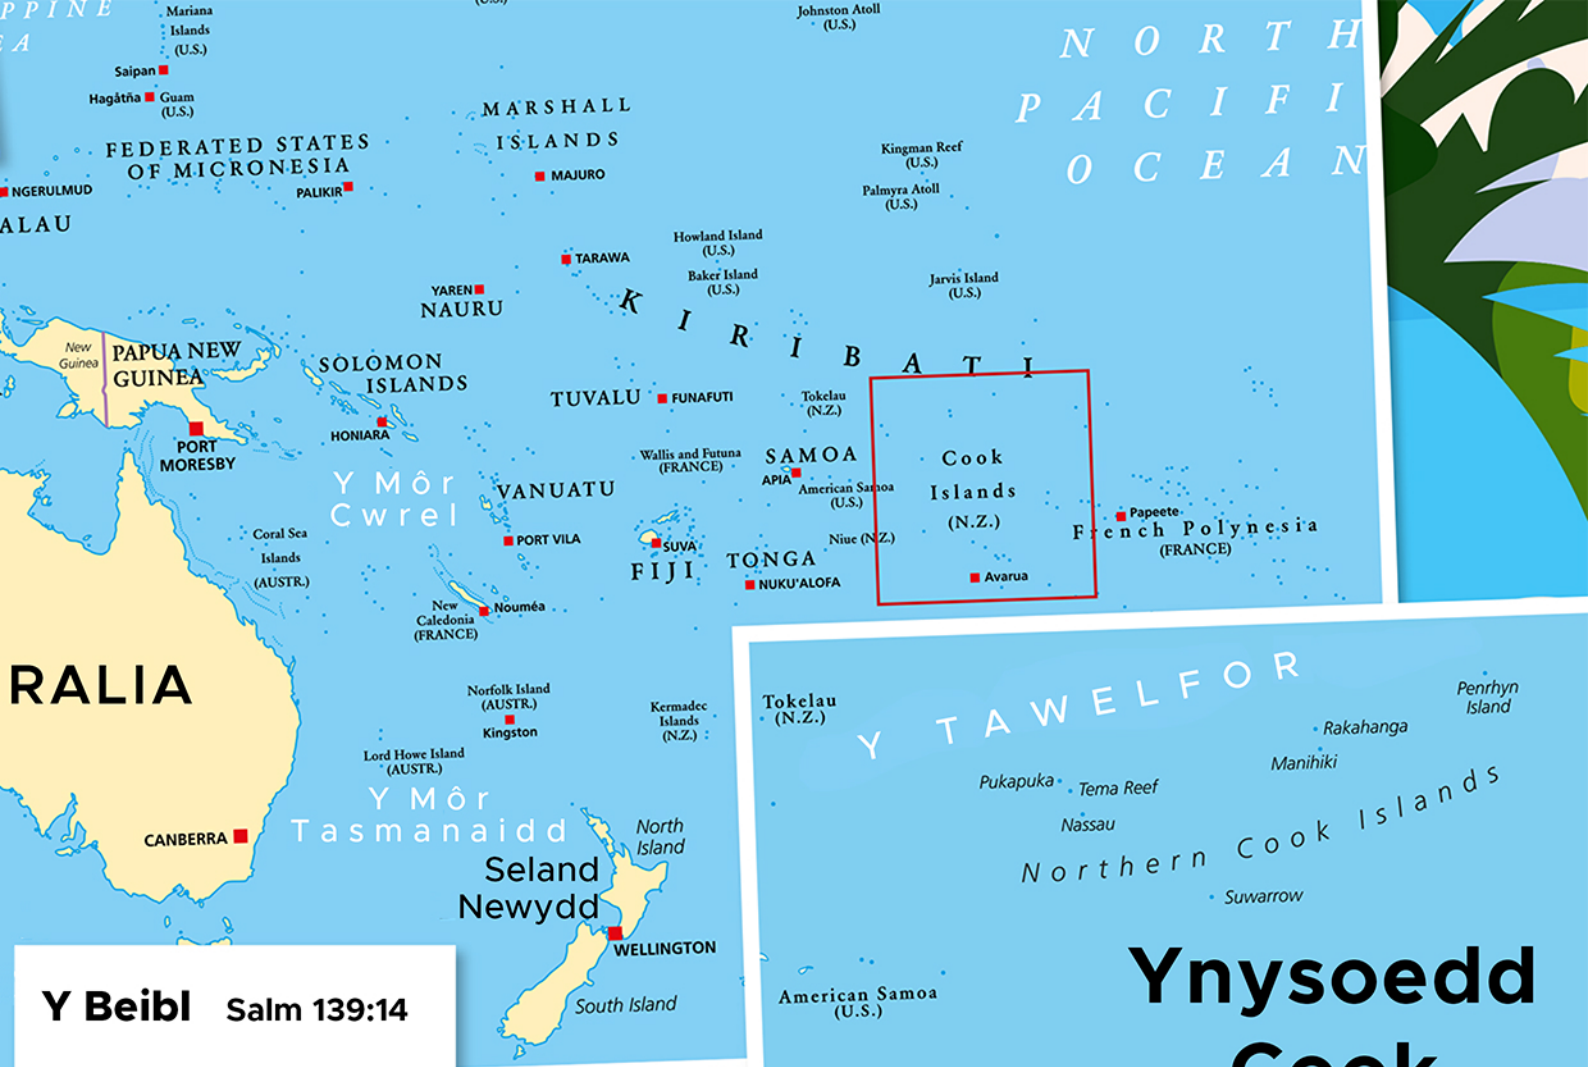 PPINE
EA
(U.S.)
Mariana
Islands
(U.S.)
Saipan
Hagåtña
Guam
(U.S.)
Johnston Atoll
(U.S.)
NORTH
PACIFI
OCEAN
MARSHALL
ISLANDS
MAJURO
FEDERATED STATES
OF MICRONESIA
PALIKIR
NGERULMUD
ALAU
Kingman Reef
(U.S.)
Palmyra Atoll
(U.S.)
Howland Island
(U.S.)
Baker Island
(U.S.)
Jarvis Island
(U.S.)
TARAWA
YAREN
NAURU
KIRIBATI
New
Guinea
PAPUA NEW
GUINEA
PORT
MORESBY
SOLOMON
ISLANDS
HONIARA
TUVALU
FUNAFUTI
Tokelau
(N.Z.)
Wallis and Futuna
(FRANCE)
SAMOA
APIA
American Samoa
(U.S.)
Cook
Islands
(N.Z.)
Avarua
Niue (N.Z.)
Papeete
French Polynesia
(FRANCE)
Y Môr
Cwrel
VANUATU
PORT VILA
Coral Sea
Islands
(AUSTR.)
SUVA
FIJI
TONGA
NUKU'ALOFA
New
Caledonia
(FRANCE)
Nouméa
RALIA
CANBERRA
Norfolk Island
(AUSTR.)
Kingston
Kermadec
Islands
(N.Z.)
Lord Howe Island
(AUSTR.)
Y Môr
Tasmanaidd
North
Island
Seland
Newydd
WELLINGTON
South Island
Y Beibl Salm 139:14
Tokelau
(N.Z.)
Y TAWELFOR
Penrhyn
Island
Rakahanga
Manihiki
Pukapuka
Tema Reef
Nassau
Northern Cook Islands
Suwarrow
American Samoa
(U.S.)
Ynysoedd
Cook